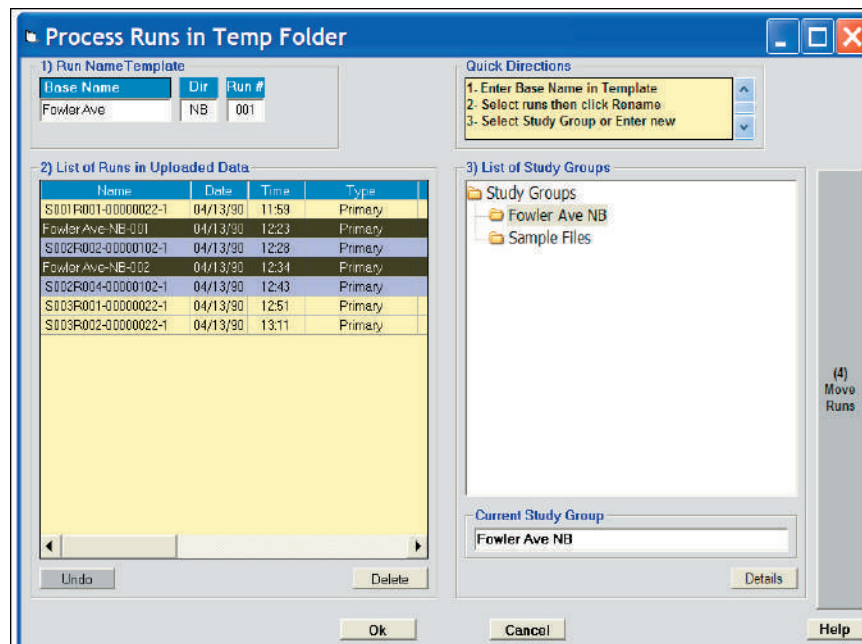 Process Runs in Temp Folder
1) Run NameTemplate
Base Name Dir Run #
Fowler Ave NB 001
Quick Directions
1- Enter Base Name in Template
2- Select runs then click Rename
3- Select Study Group or Enter new
2) List of Runs in Uploaded Data
Name Date Time Type
S001R001-00000022-1 04/13/90 11:59 Primary
Fowler Ave-NB-001 04/13/90 12:23 Primary
S002R002-00000102-1 04/13/90 12:28 Primary
Fowler Ave-NB-002 04/13/90 12:34 Primary
S002R004-00000102-1 04/13/90 12:43 Primary
S003R001-00000022-1 04/13/90 12:51 Primary
S003R002-00000022-1 04/13/90 13:11 Primary
Undo
Delete
3) List of Study Groups
Study Groups
Fowler Ave NB
Sample Files
Current Study Group
Fowler Ave NB
Details
(4)
Move
Runs
Ok
Cancel
Help